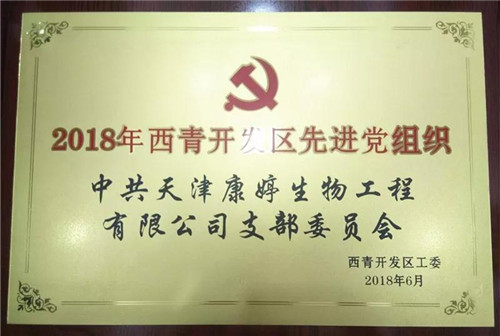 2018年西青开发区先进党组织
中共天津康婷生物工程
有限公司支部委员会
西青开发区工委
2018年6月